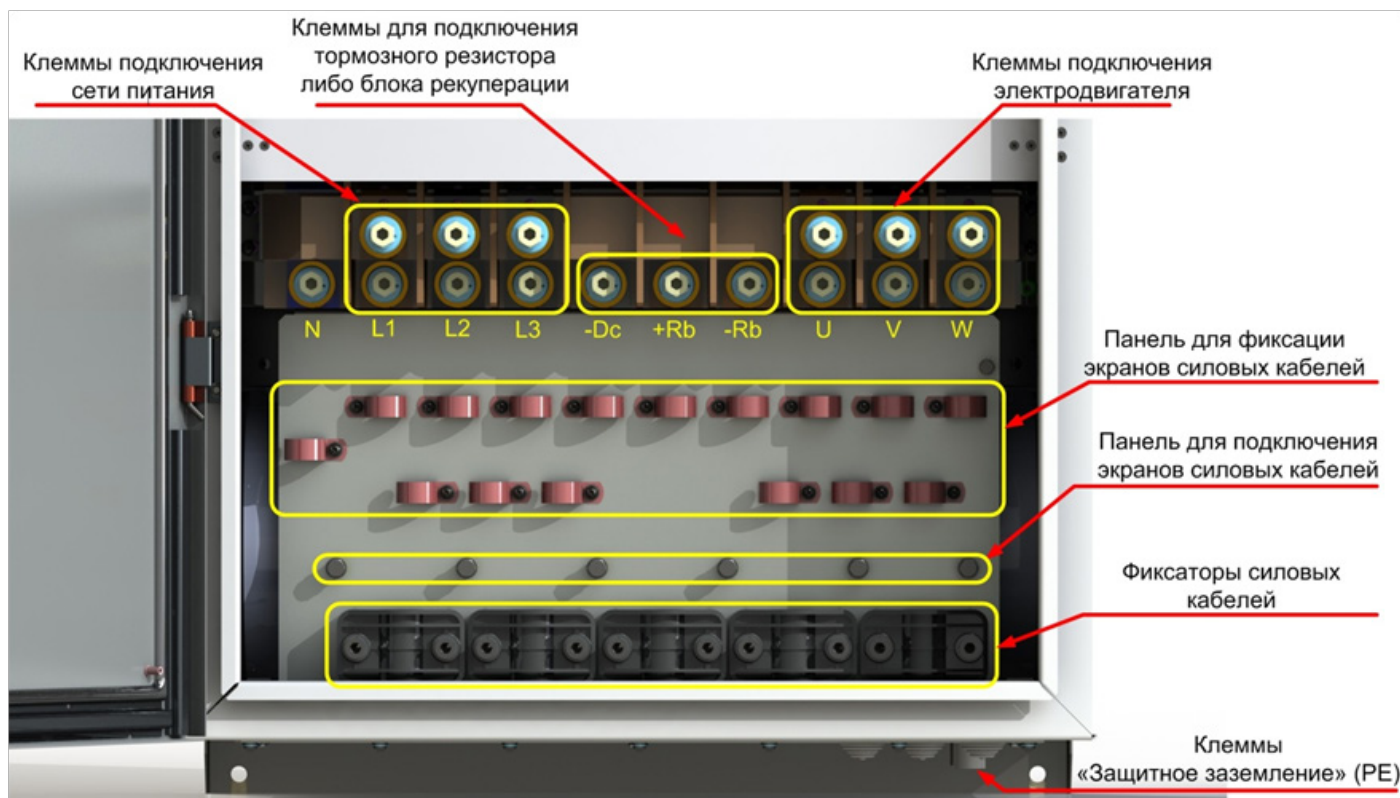 Клеммы подключения
сети питания
Клеммы для подключения
тормозного резистора
либо блока рекуперации
Клеммы подключения
электродвигателя
N L1 L2 L3 -Dc +Rb -Rb U V W
Панель для фиксации
экранов силовых кабелей
Панель для подключения
экранов силовых кабелей
Фиксаторы силовых
кабелей
Клеммы
«Защитное заземление» (PE)